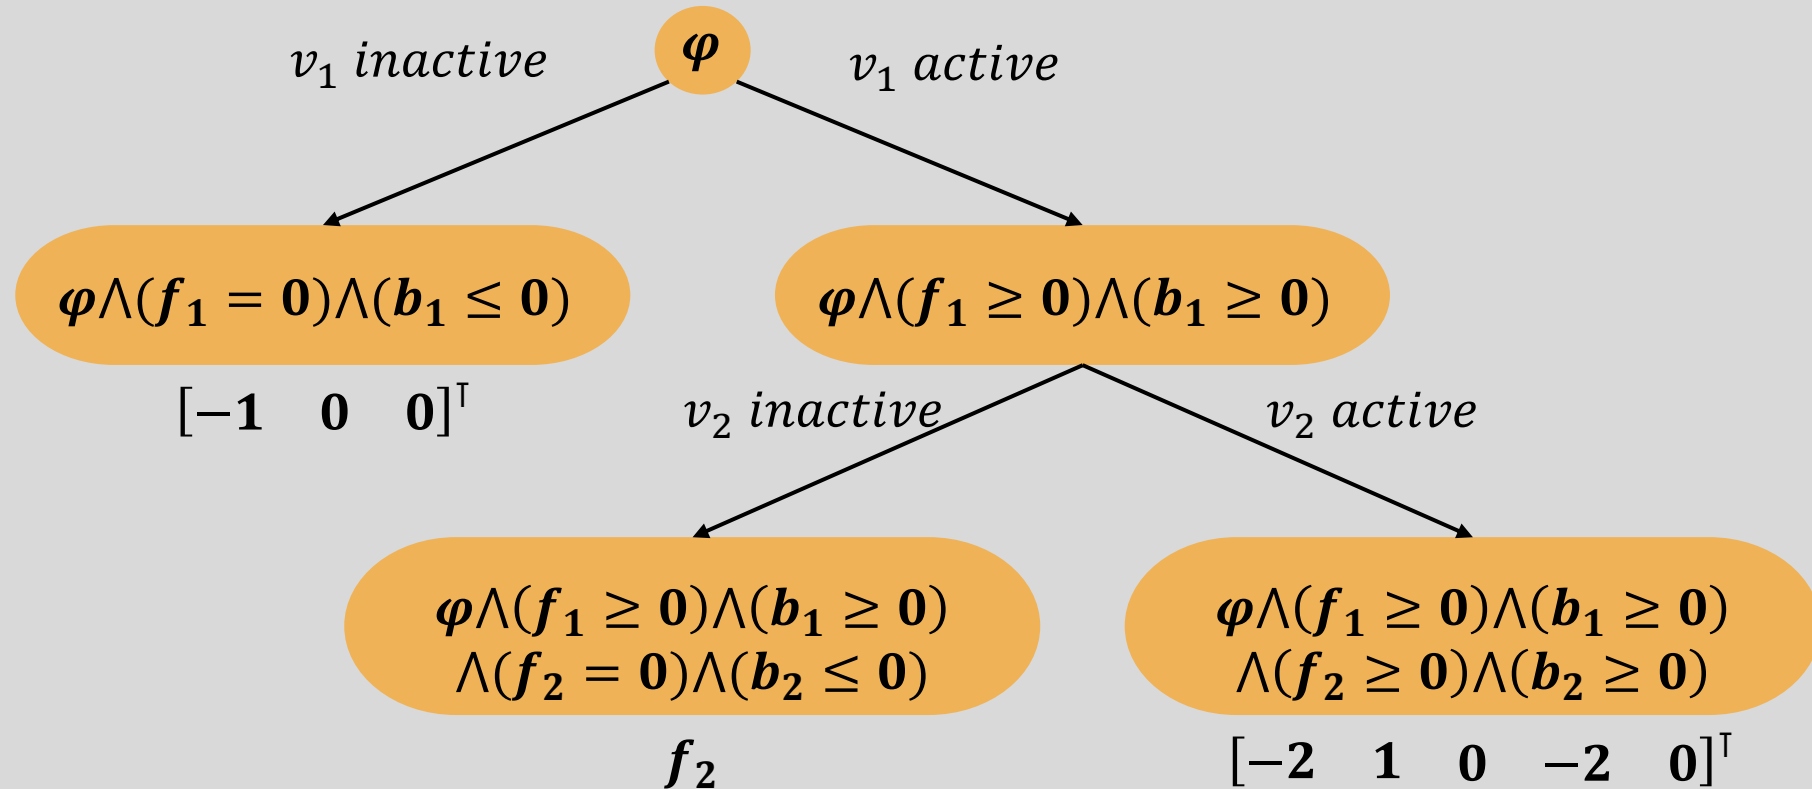 φ
v₁ inactive
v₁ active
φ∧(f₁ = 0)∧(b₁ ≤ 0)
φ∧(f₁ ≥ 0)∧(b₁ ≥ 0)
[−1 0 0]⊺
v₂ inactive
v₂ active
φ∧(f₁ ≥ 0)∧(b₁ ≥ 0)
∧(f₂ = 0)∧(b₂ ≤ 0)
φ∧(f₁ ≥ 0)∧(b₁ ≥ 0)
∧(f₂ ≥ 0)∧(b₂ ≥ 0)
f₂
[−2 1 0 −2 0]⊺